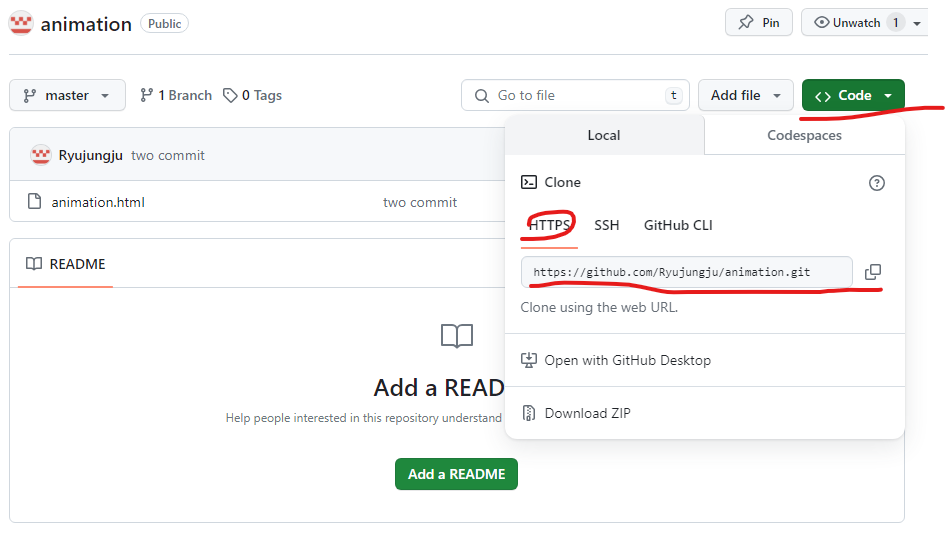 animation Public Pin Unwatch 1
master 1 Branch 0 Tags Go to file t Add file <> Code
Local Codespaces
Ryujungju two commit
Clone
animation.html two commit
HTTPS SSH GitHub CLI
README
https://github.com/Ryujungju/animation.git
Clone using the web URL.
Open with GitHub Desktop
Add a READ
Help people interested in this repository understand
Download ZIP
Add a README